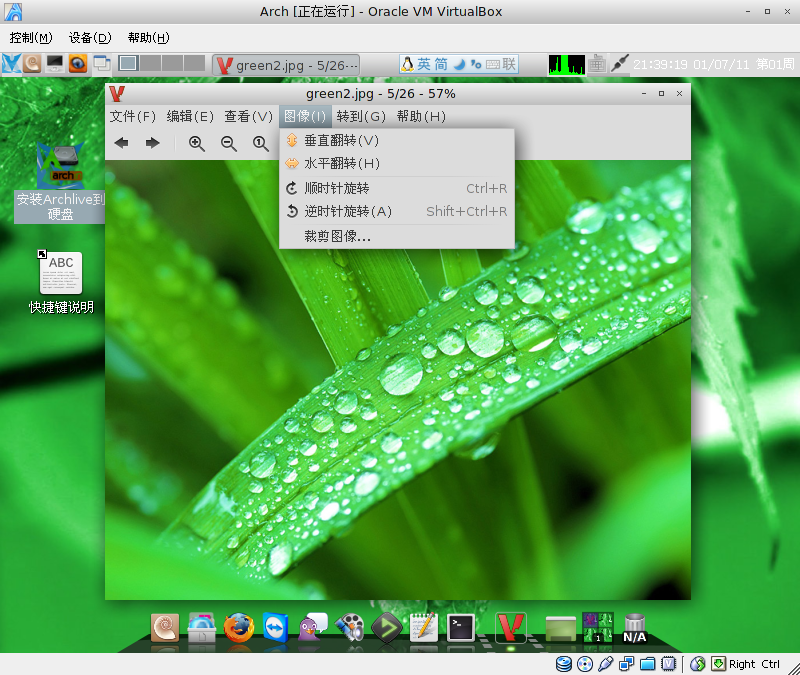 Arch [正在运行] - Oracle VM VirtualBox
控制(M) 设备(D) 帮助(H)
green2.jpg - 5/26-··· 英 简 联 21:39:19 01/07/11 第01周
green2.jpg - 5/26 - 57%
文件(F) 编辑(E) 查看(V) 图像(I) 转到(G) 帮助(H)
垂直翻转(V)
水平翻转(H)
顺时针旋转 Ctrl+R
逆时针旋转(A) Shift+Ctrl+R
裁剪图像...
arch
安装Archlive到
硬盘
ABC
快捷键说明
1
N/A
Right Ctrl